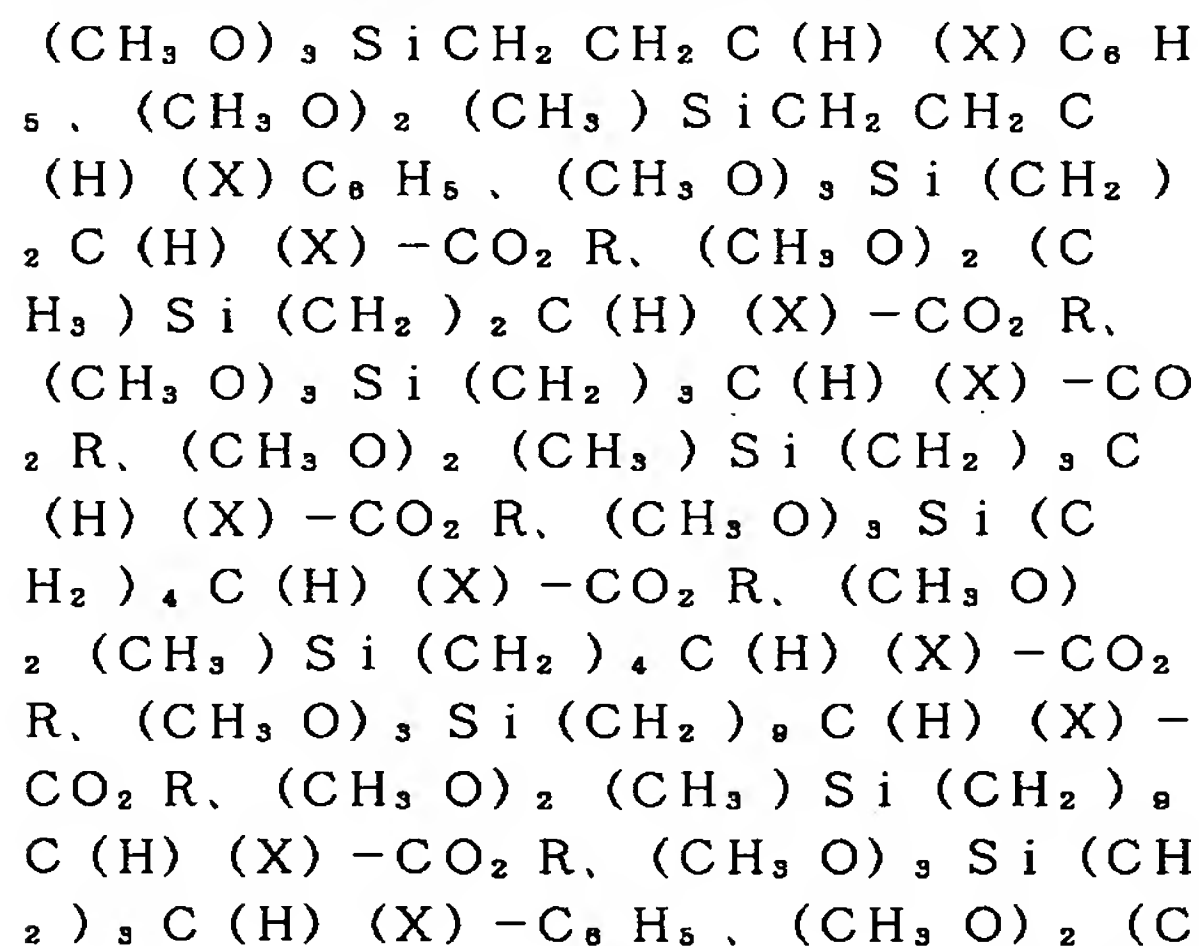 (CH₃O)₃SiCH₂CH₂C(H)(X)C₆H
₅、(CH₃O)₂(CH₃)SiCH₂CH₂C
(H)(X)C₆H₅、(CH₃O)₃Si(CH₂)
₂C(H)(X)−CO₂R、(CH₃O)₂(C
H₃)Si(CH₂)₂C(H)(X)−CO₂R、
(CH₃O)₃Si(CH₂)₃C(H)(X)−CO
₂R、(CH₃O)₂(CH₃)Si(CH₂)₃C
(H)(X)−CO₂R、(CH₃O)₃Si(C
H₂)₄C(H)(X)−CO₂R、(CH₃O)
₂(CH₃)Si(CH₂)₄C(H)(X)−CO₂
R、(CH₃O)₃Si(CH₂)₉C(H)(X)−
CO₂R、(CH₃O)₂(CH₃)Si(CH₂)₉
C(H)(X)−CO₂R、(CH₃O)₃Si(CH
₂)₃C(H)(X)−C₆H₅、(CH₃O)₂(C